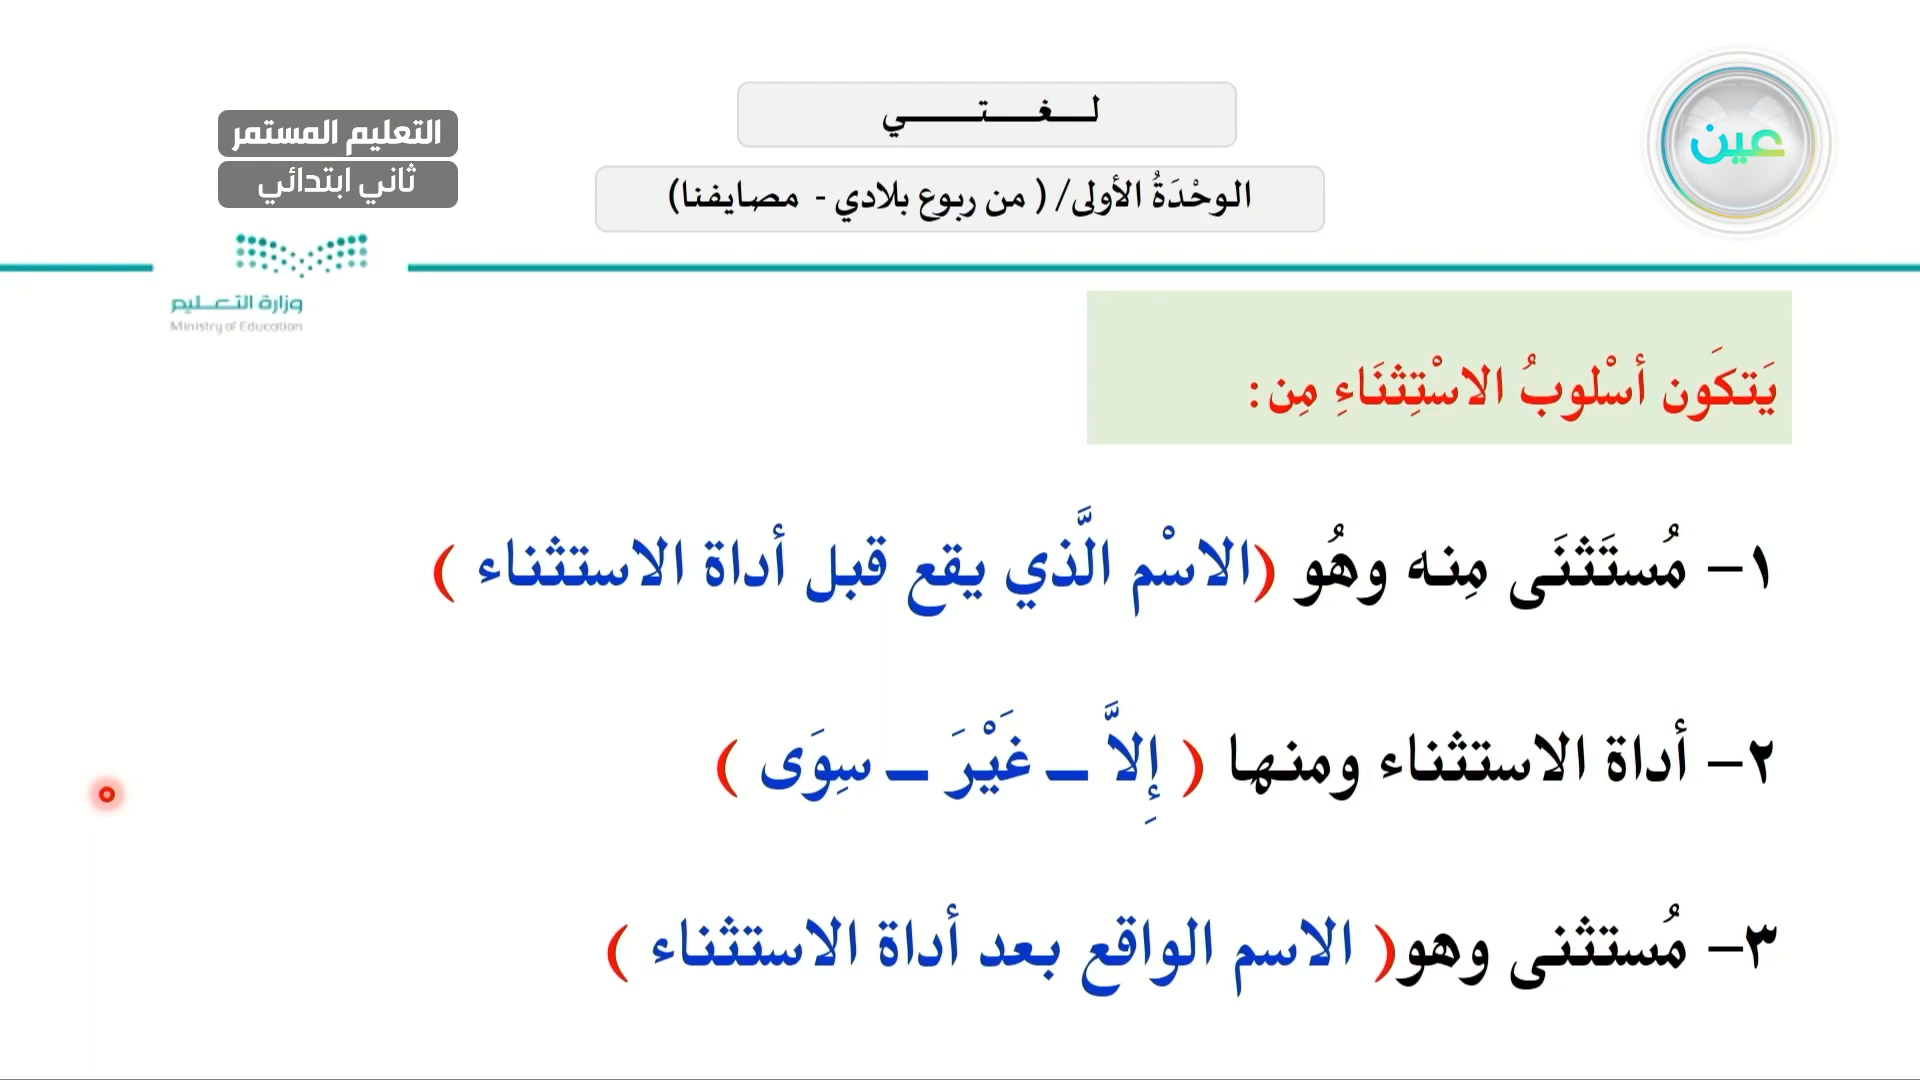 لـــغـــتـــي
التعليم المستمر
ثاني ابتدائي
الوحْدَةُ الأولى/ ( من ربوع بلادي - مصايفنا)
عين
وزارة التعـــليم
Ministry of Education
يَتكَون أسْلوبُ الاسْتِثنَاءِ مِن:
١- مُستَثنَى مِنه وهُو (الاسْم الَّذي يقع قبل أداة الاستثناء )
٢- أداة الاستثناء ومنها ( إِلاَّ – غَيْرَ – سِوَى )
٣- مُستثنى وهو( الاسم الواقع بعد أداة الاستثناء )